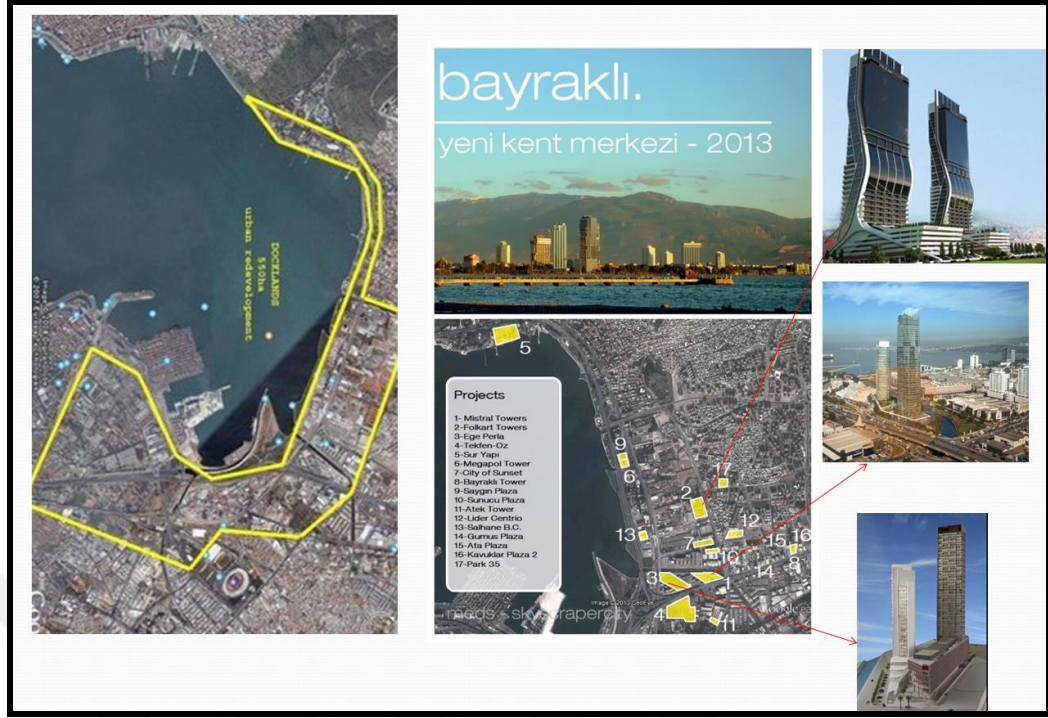 DOCKLANDS
550ha
urban redevelopment
bayraklı.
yeni kent merkezi - 2013
5
Projects
1- Mistral Towers
2-Folkart Towers
3-Ege Perla
4-Tekfen-Oz
5-Sur Yapı
6-Megapol Tower
7-City of Sunset
8-Bayraklı Tower
9-Saygın Plaza
10-Sunucu Plaza
11-Atek Tower
12-Lider Centrio
13-Salhane B.C.
14-Gumus Plaza
15-Ata Plaza
16-Kavuklar Plaza 2
17-Park 35
9
6
2
13
12
7
10
15
16
8
14
3
1
4
11
Image © 2013 GeoEye
meds - skyscrapercity